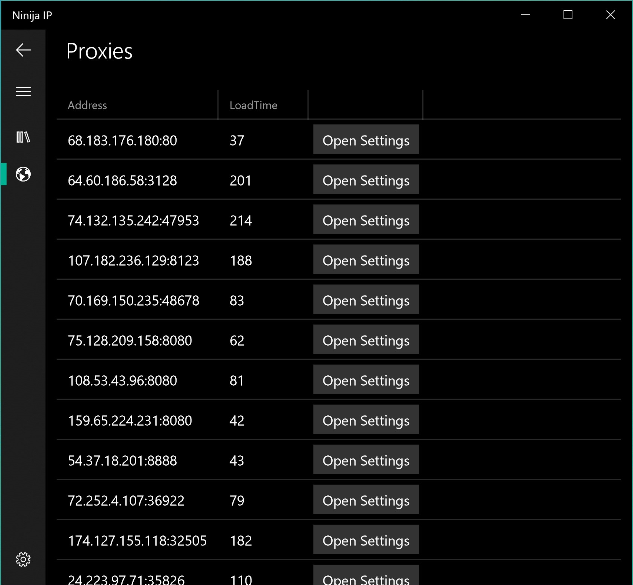 Ninija IP
Proxies
Address LoadTime
68.183.176.180:80 37 Open Settings
64.60.186.58:3128 201 Open Settings
74.132.135.242:47953 214 Open Settings
107.182.236.129:8123 188 Open Settings
70.169.150.235:48678 83 Open Settings
75.128.209.158:8080 62 Open Settings
108.53.43.96:8080 81 Open Settings
159.65.224.231:8080 42 Open Settings
54.37.18.201:8888 43 Open Settings
72.252.4.107:36922 79 Open Settings
174.127.155.118:32505 182 Open Settings
24.223.97.71:35826 110 Open Settings